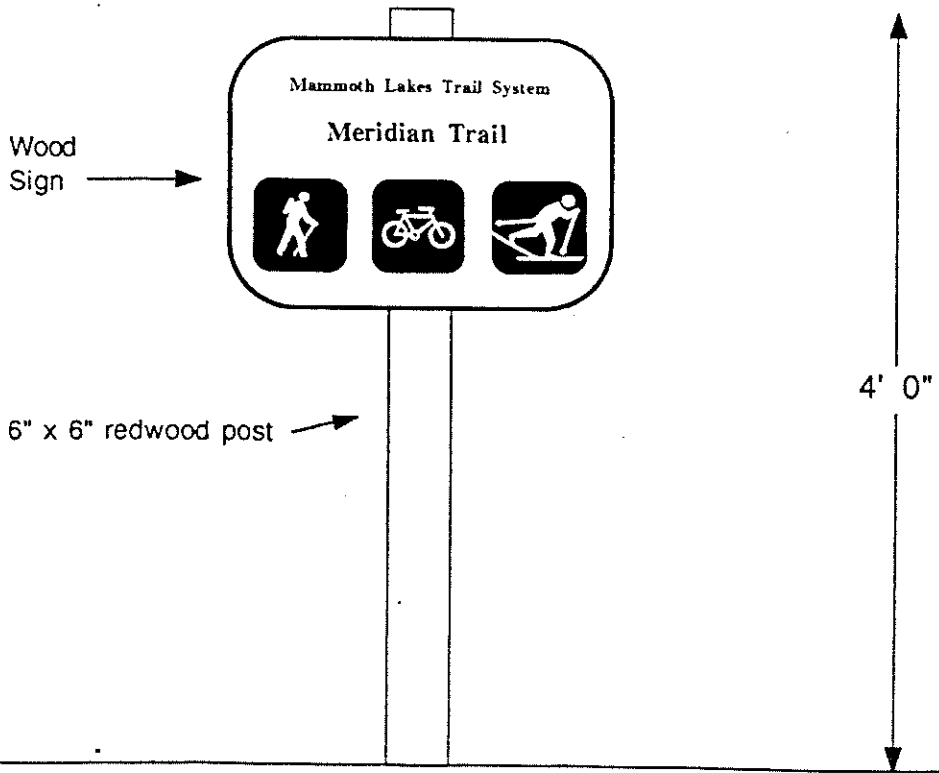 Mammoth Lakes Trail System
Meridian Trail
Wood
Sign
4' 0"
6" x 6" redwood post